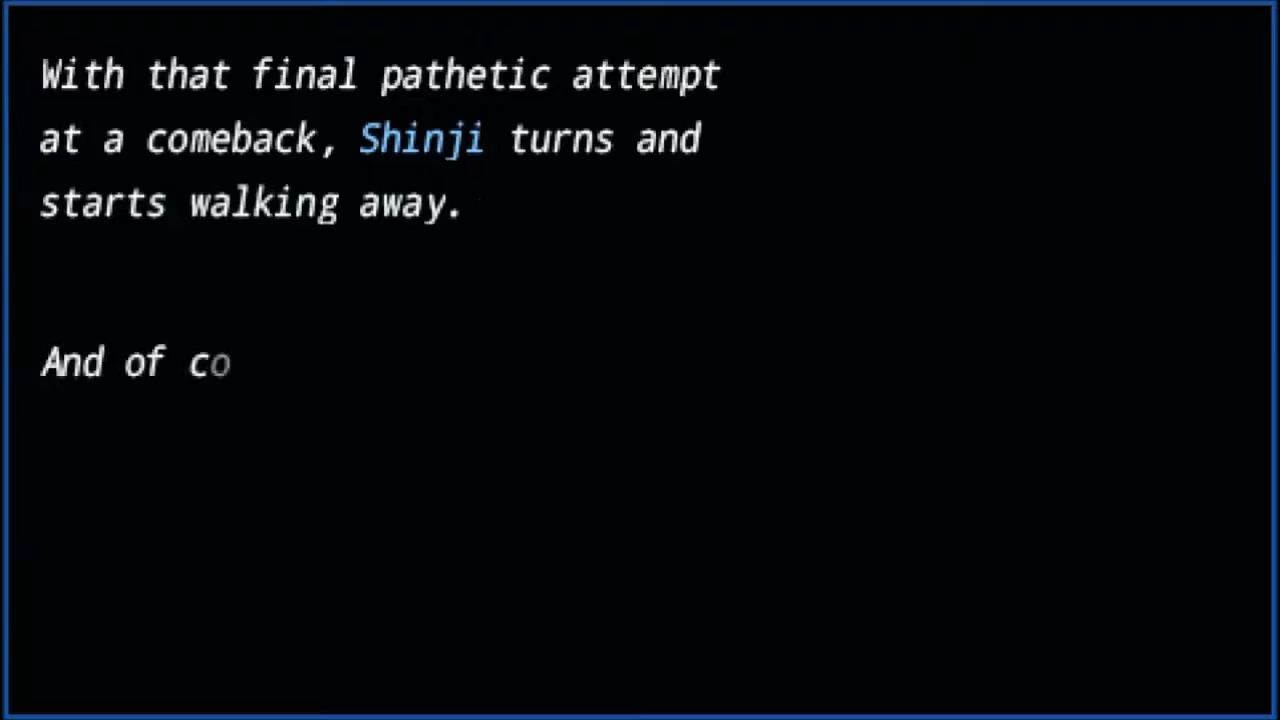 With that final pathetic attempt
at a comeback, Shinji turns and
starts walking away.
And of co